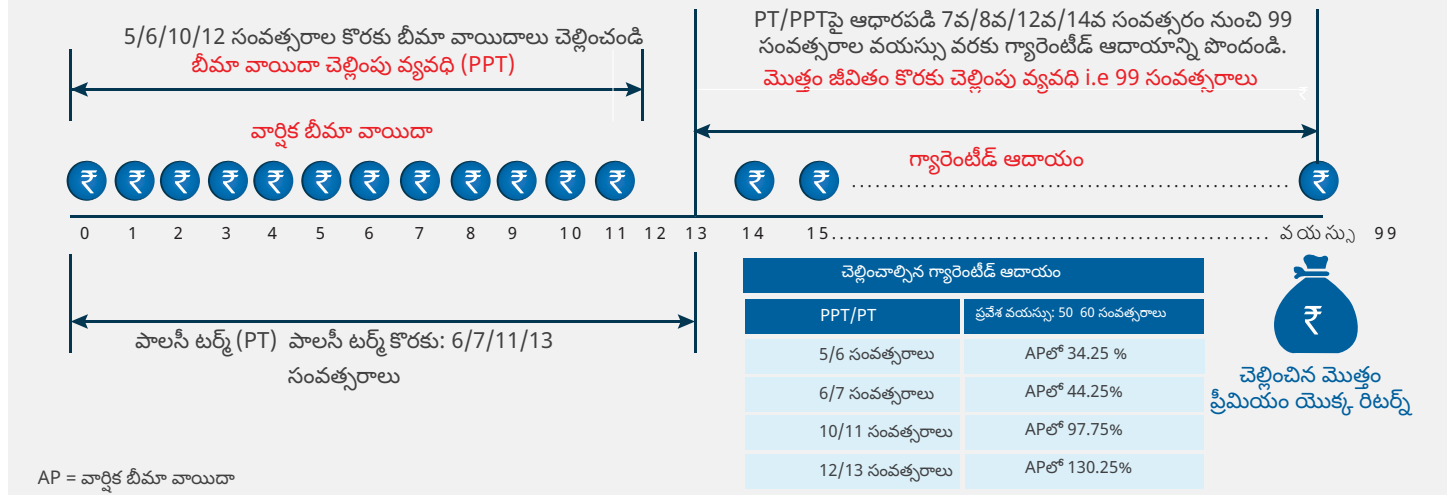 5/6/10/12 సంవత్సరాల కొరకు బీమా వాయిదాలు చెల్లించండి
బీమా వాయిదా చెల్లింపు వ్యవధి (PPT)
PT/PPTపై ఆధారపడి 7వ/8వ/12వ/14వ సంవత్సరం నుంచి 99
సంవత్సరాల వయస్సు వరకు గ్యారెంటీడ్ ఆదాయాన్ని పొందండి.
మొత్తం జీవితం కొరకు చెల్లింపు వ్యవధి i.e 99 సంవత్సరాలు
వార్షిక బీమా వాయిదా
గ్యారెంటీడ్ ఆదాయం
₹ ₹ ₹ ₹ ₹ ₹ ₹ ₹ ₹ ₹ ₹ ₹ ₹ ₹ ........ ₹
0 1 2 3 4 5 6 7 8 9 10 11 12 13 14 15........ వయస్సు 99
పాలసీ టర్మ్ (PT) పాలసీ టర్మ్ కొరకు: 6/7/11/13
సంవత్సరాలు
చెల్లించాల్సిన గ్యారెంటీడ్ ఆదాయం
PPT/PT ప్రవేశ వయస్సు: 50 60 సంవత్సరాలు
5/6 సంవత్సరాలు APలో 34.25 %
6/7 సంవత్సరాలు APలో 44.25%
10/11 సంవత్సరాలు APలో 97.75%
12/13 సంవత్సరాలు APలో 130.25%
₹
చెల్లించిన మొత్తం
ప్రీమియం యొక్క రిటర్న్
AP = వార్షిక బీమా వాయిదా